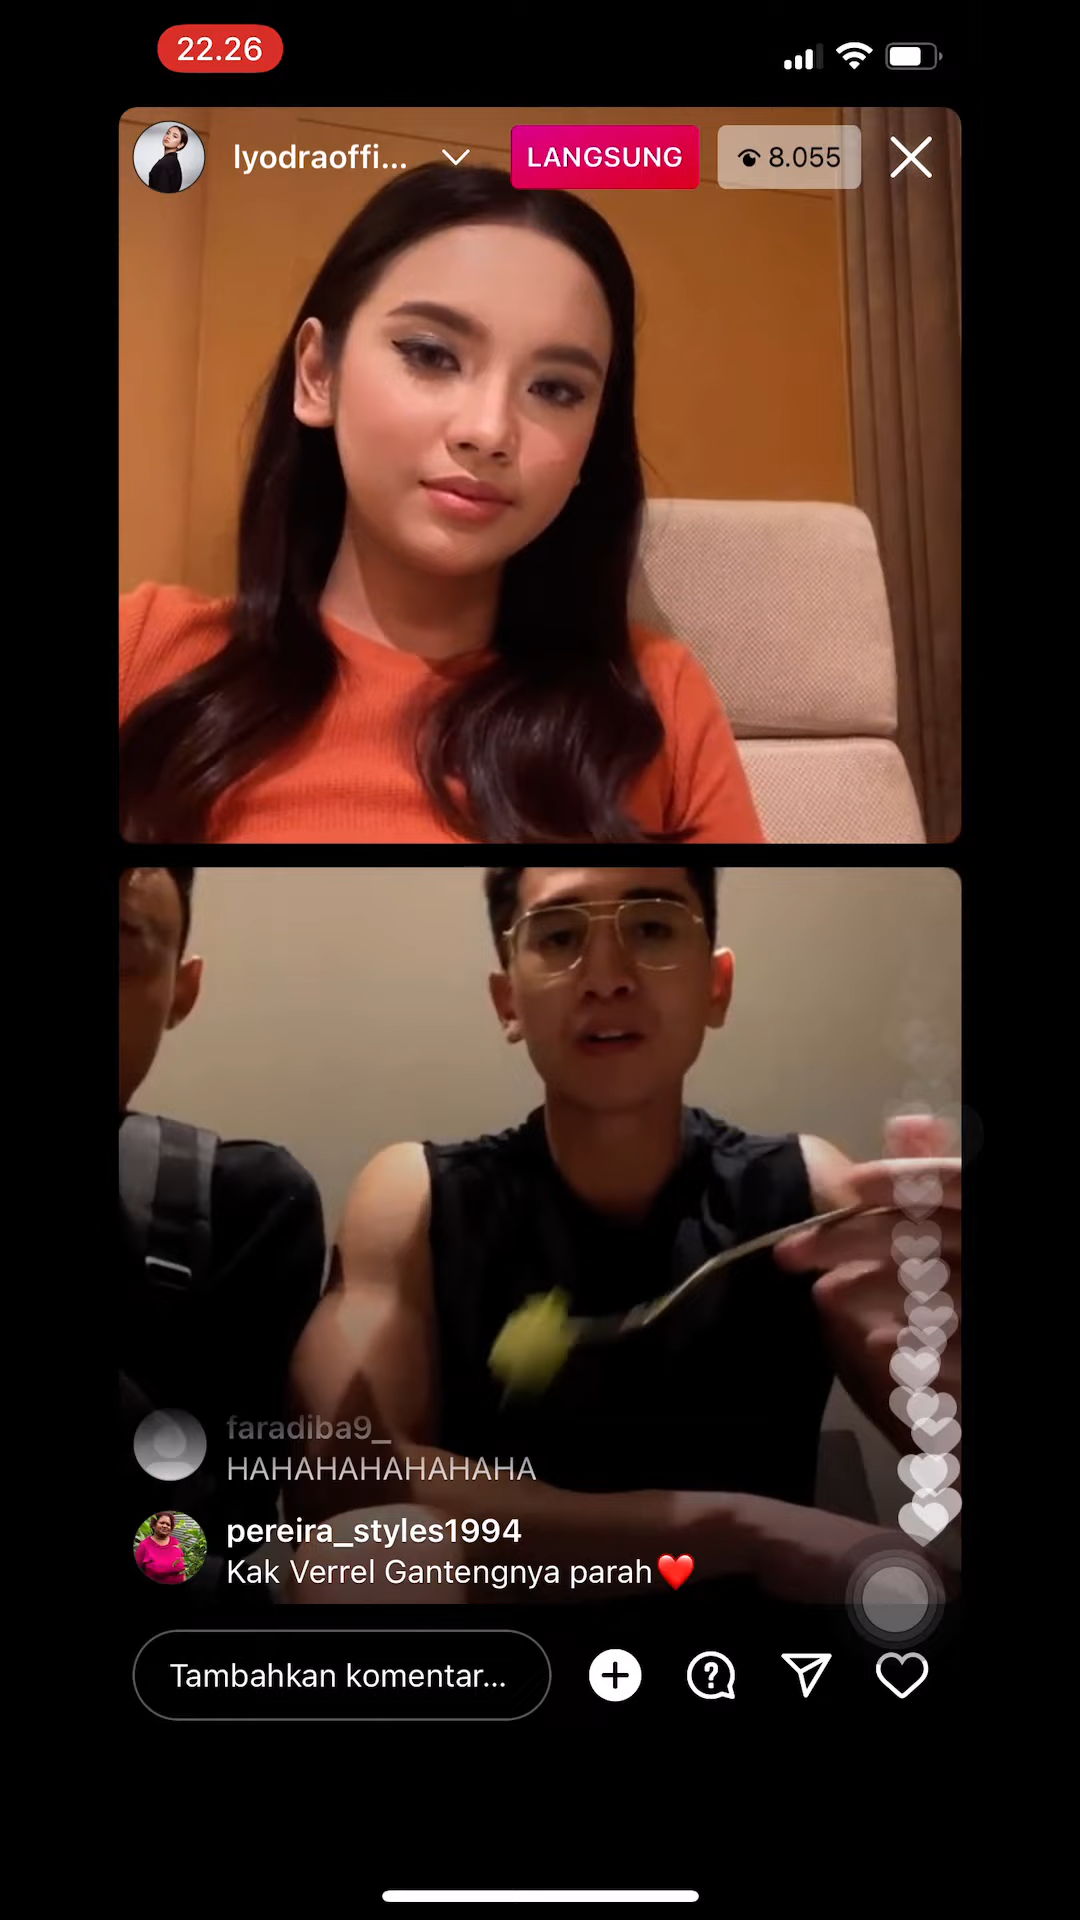 22.26
lyodraoffi...
LANGSUNG
8.055
faradiba9_
HAHAHAHAHAHAHA
pereira_styles1994
Kak Verrel Gantengnya parah❤️
Tambahkan komentar...